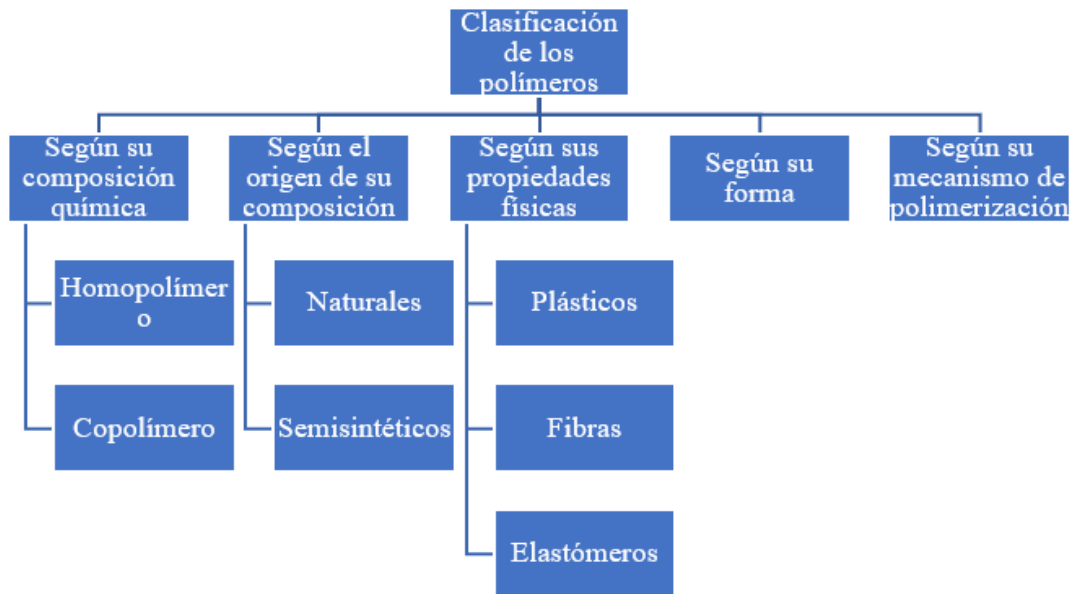 Clasificación
de los
polímeros
Según su
composición
química
Según el
origen de su
composición
Según sus
propiedades
físicas
Según su
forma
Según su
mecanismo de
polimerización
Homopolímer
o
Naturales
Plásticos
Copolímero
Semisintéticos
Fibras
Elastómeros